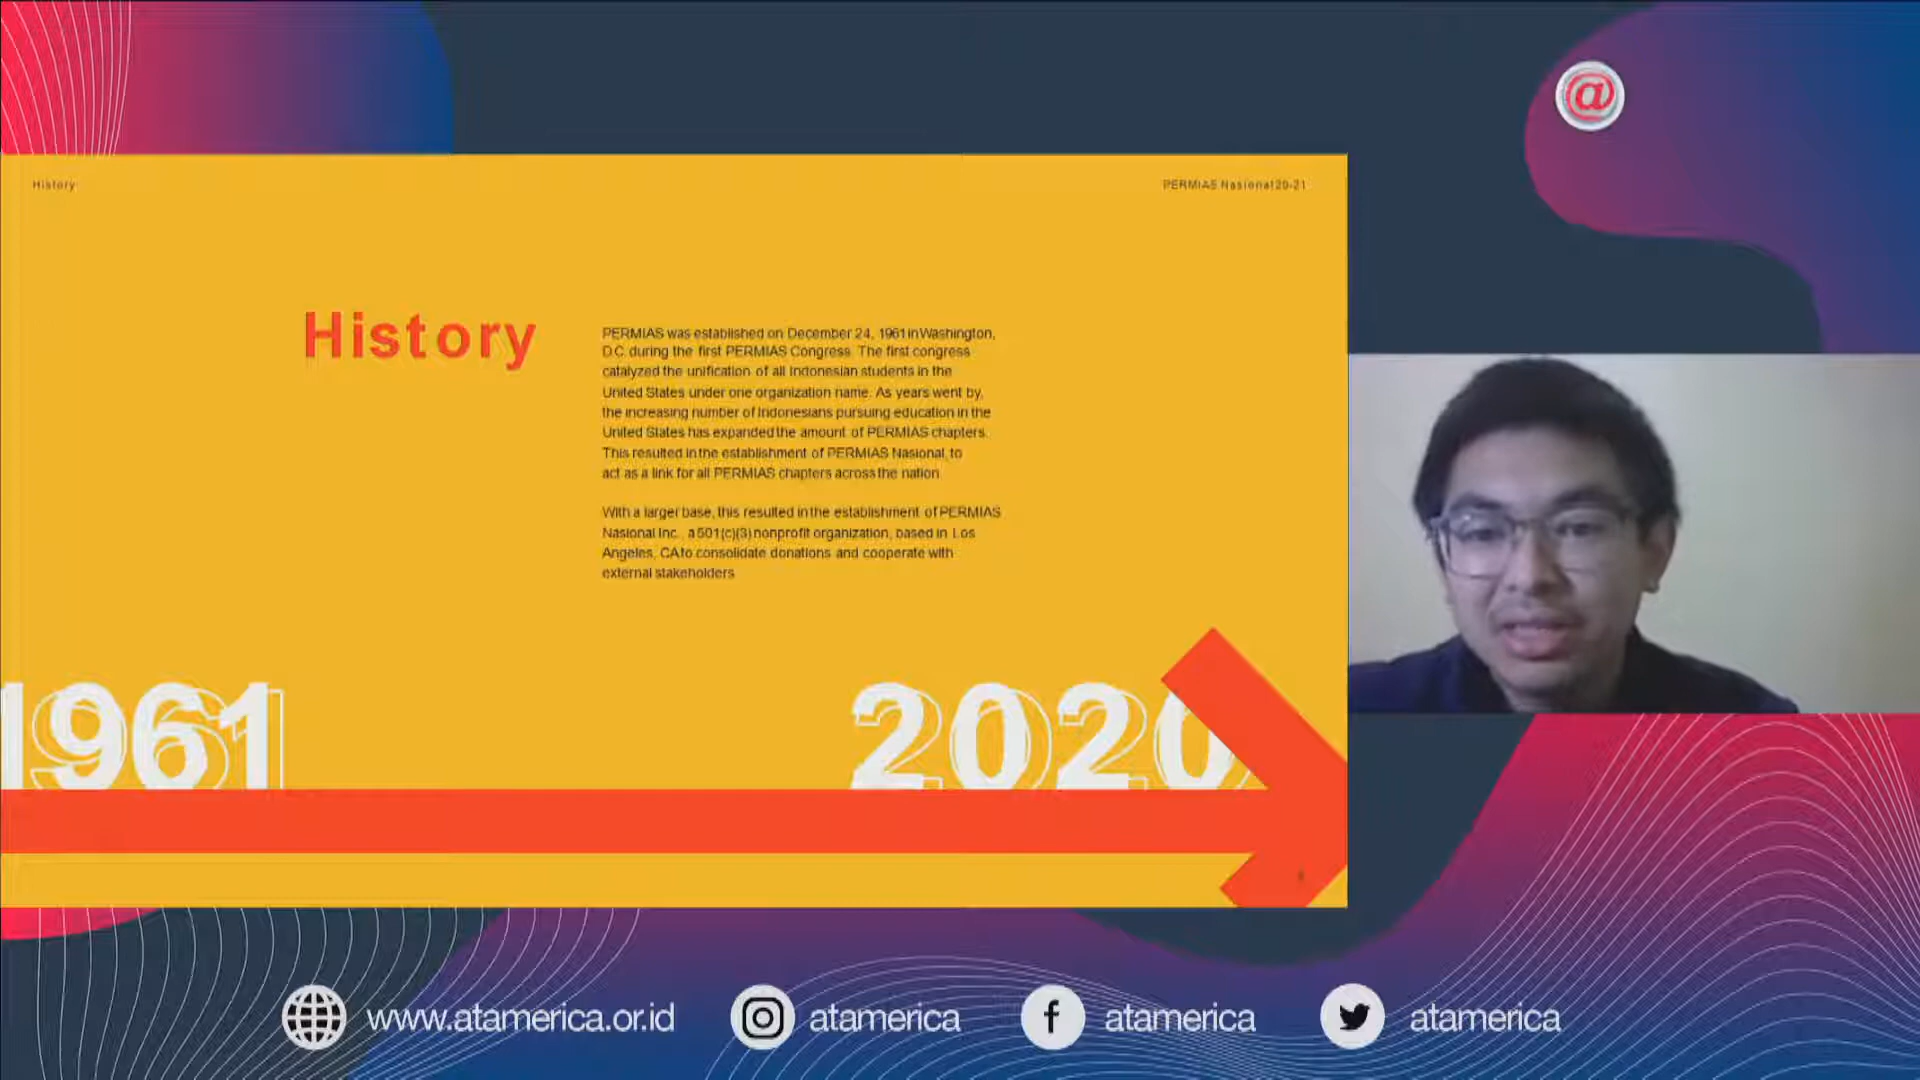 @
History
PERMIAS Nasional 20-21
History
PERMIAS was established on December 24, 1961 in Washington,
D.C. during the first PERMIAS Congress. The first congress
catalyzed the unification of all Indonesian students in the
United States under one organization name. As years went by,
the increasing number of Indonesians pursuing education in the
United States has expanded the amount of PERMIAS chapters.
This resulted in the establishment of PERMIAS Nasional, to
act as a link for all PERMIAS chapters across the nation.
With a larger base, this resulted in the establishment of PERMIAS
Nasional Inc., a 501(c)(3) nonprofit organization, based in Los
Angeles, CA to consolidate donations and cooperate with
external stakeholders
1961
2020
www.atamerica.or.id
atamerica
f
atamerica
atamerica